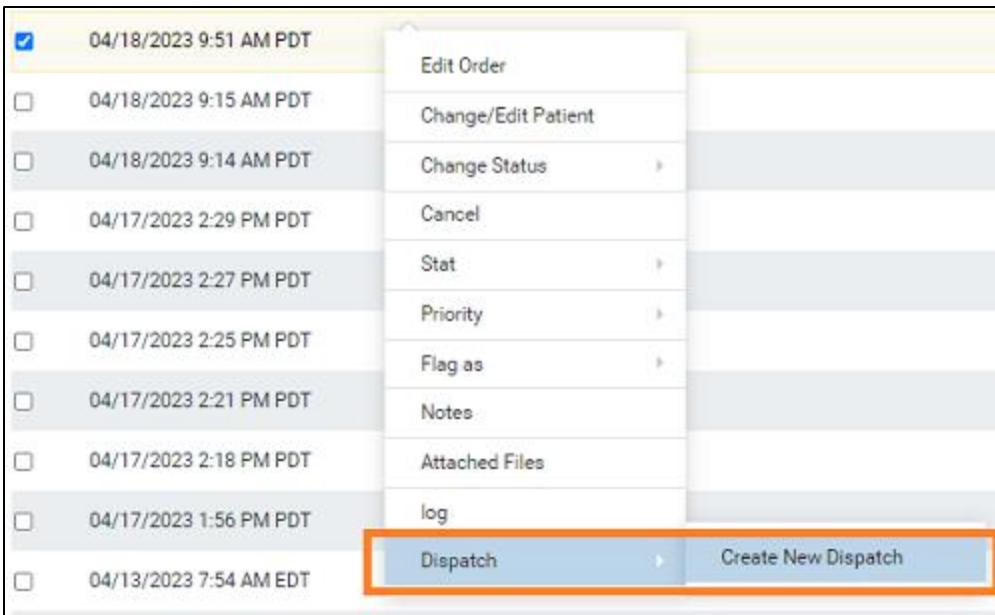 04/18/2023 9:51 AM PDT
04/18/2023 9:15 AM PDT
04/18/2023 9:14 AM PDT
04/17/2023 2:29 PM PDT
04/17/2023 2:27 PM PDT
04/17/2023 2:25 PM PDT
04/17/2023 2:21 PM PDT
04/17/2023 2:18 PM PDT
04/17/2023 1:56 PM PDT
04/13/2023 7:54 AM EDT
Edit Order
Change/Edit Patient
Change Status
Cancel
Stat
Priority
Flag as
Notes
Attached Files
log
Dispatch
Create New Dispatch